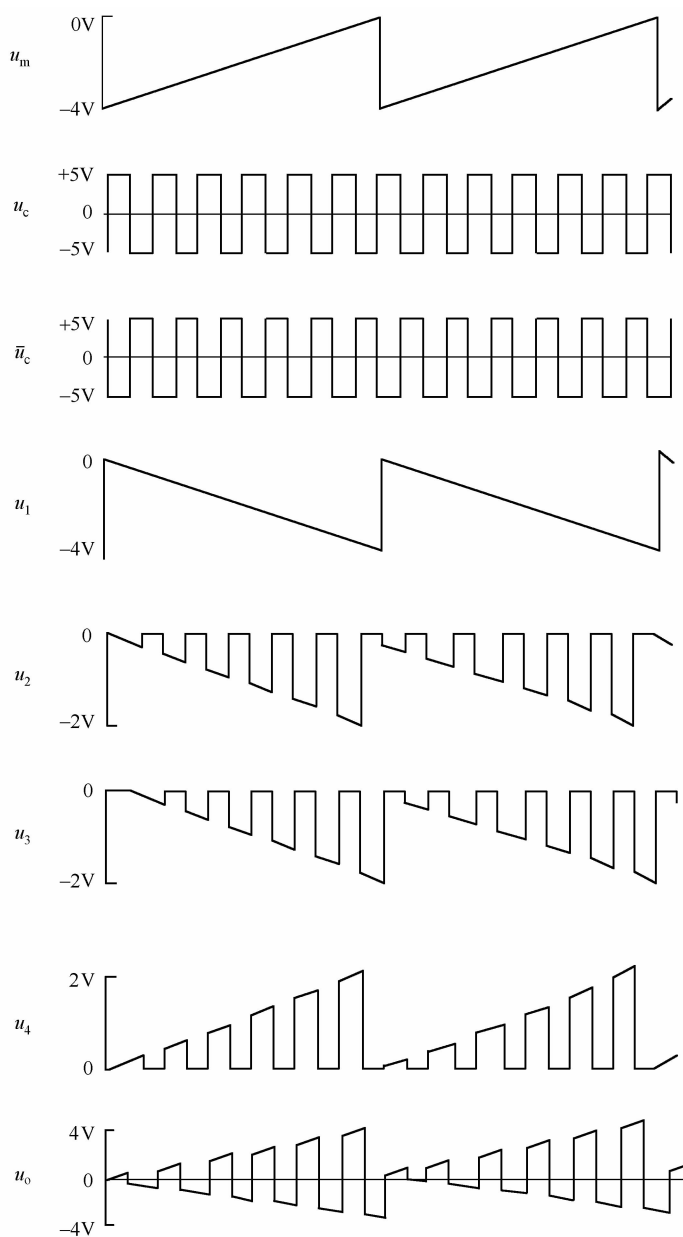 0V
u_m
–4V
+5V
u_c 0
–5V
+5V
ū_c 0
–5V
0
u_1
–4V
0
u_2
–2V
0
u_3
–2V
2V
u_4
0
4V
u_o 0
–4V